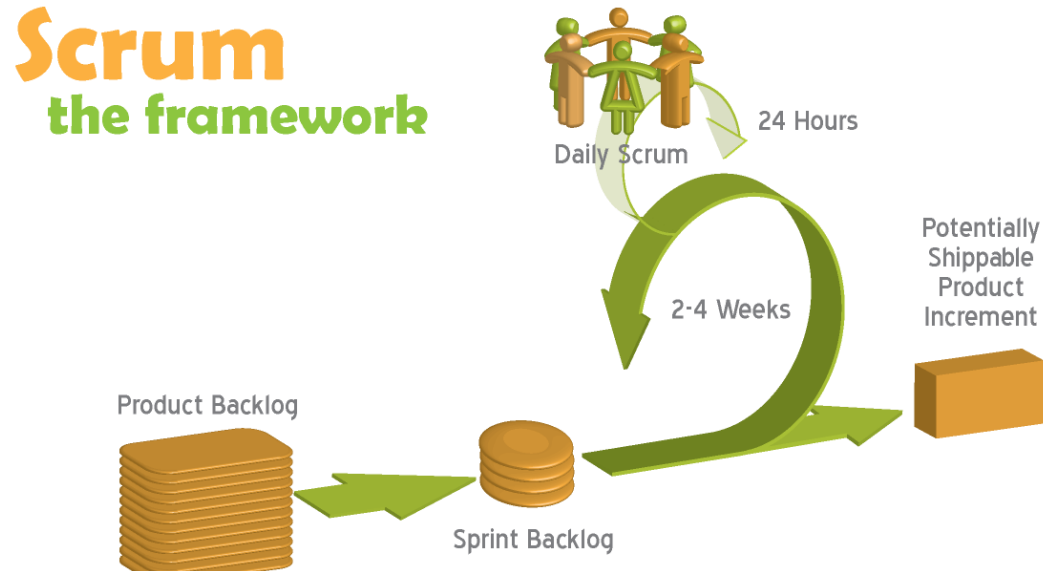 Scrum
the framework
24 Hours
Daily Scrum
Potentially
Shippable
Product
Increment
2-4 Weeks
Product Backlog
Sprint Backlog